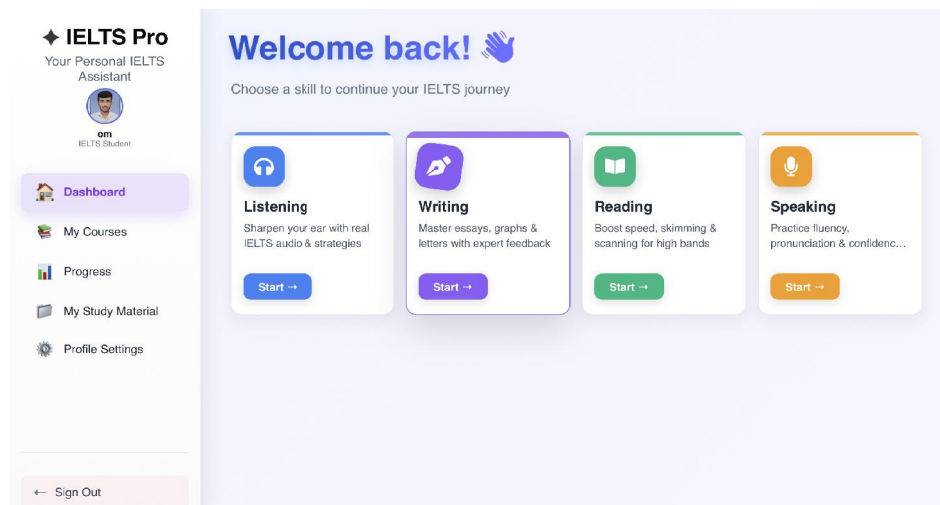 IELTS Pro
Your Personal IELTS
Assistant
om
IELTS Student
Dashboard
My Courses
Progress
My Study Material
Profile Settings
← Sign Out
Welcome back!
Choose a skill to continue your IELTS journey
Listening
Sharpen your ear with real
IELTS audio & strategies
Start →
Writing
Master essays, graphs &
letters with expert feedback
Start →
Reading
Boost speed, skimming &
scanning for high bands
Start →
Speaking
Practice fluency,
pronunciation & confidenc...
Start →